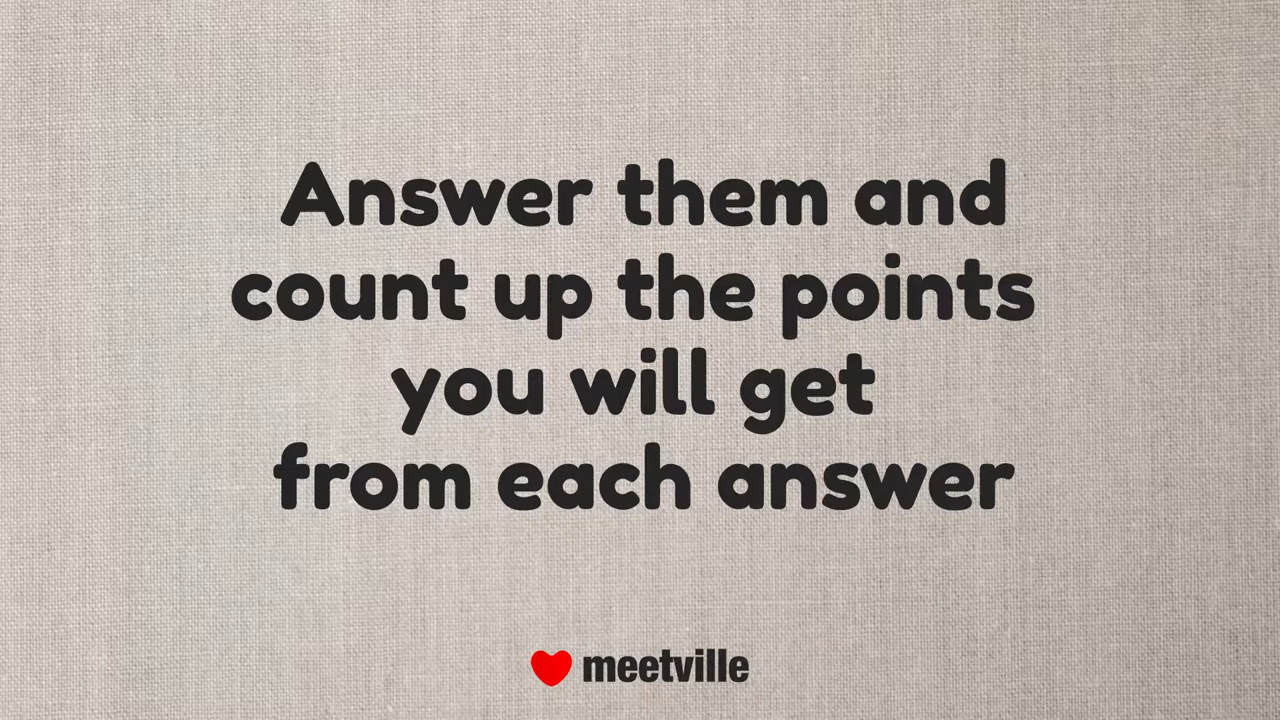 Answer them and
count up the points
you will get
from each answer
meetville